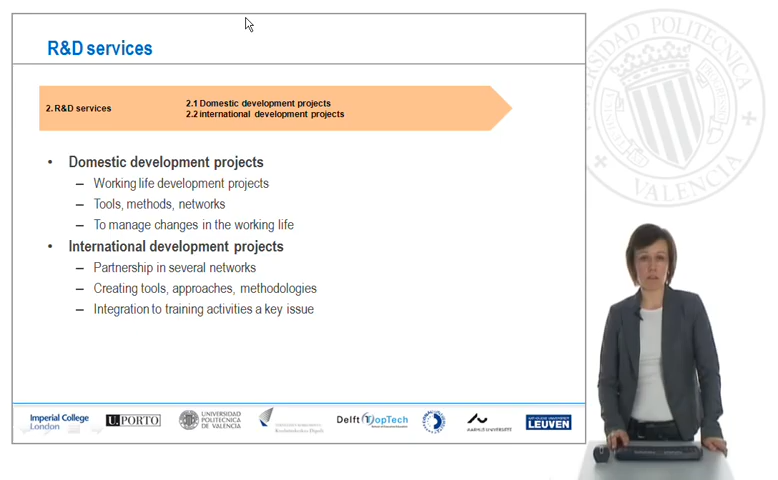 R&D services
2. R&D services
2.1 Domestic development projects
2.2 international development projects
• Domestic development projects
– Working life development projects
– Tools, methods, networks
– To manage changes in the working life
• International development projects
– Partnership in several networks
– Creating tools, approaches, methodologies
– Integration to training activities a key issue
Imperial College
London
U.PORTO
UNIVERSIDAD
POLITECNICA
DE VALENCIA
Delft TopTech
AARHUS UNIVERSITET
LEUVEN
UNIVERSIDAD POLITECNICA
VALENCIA